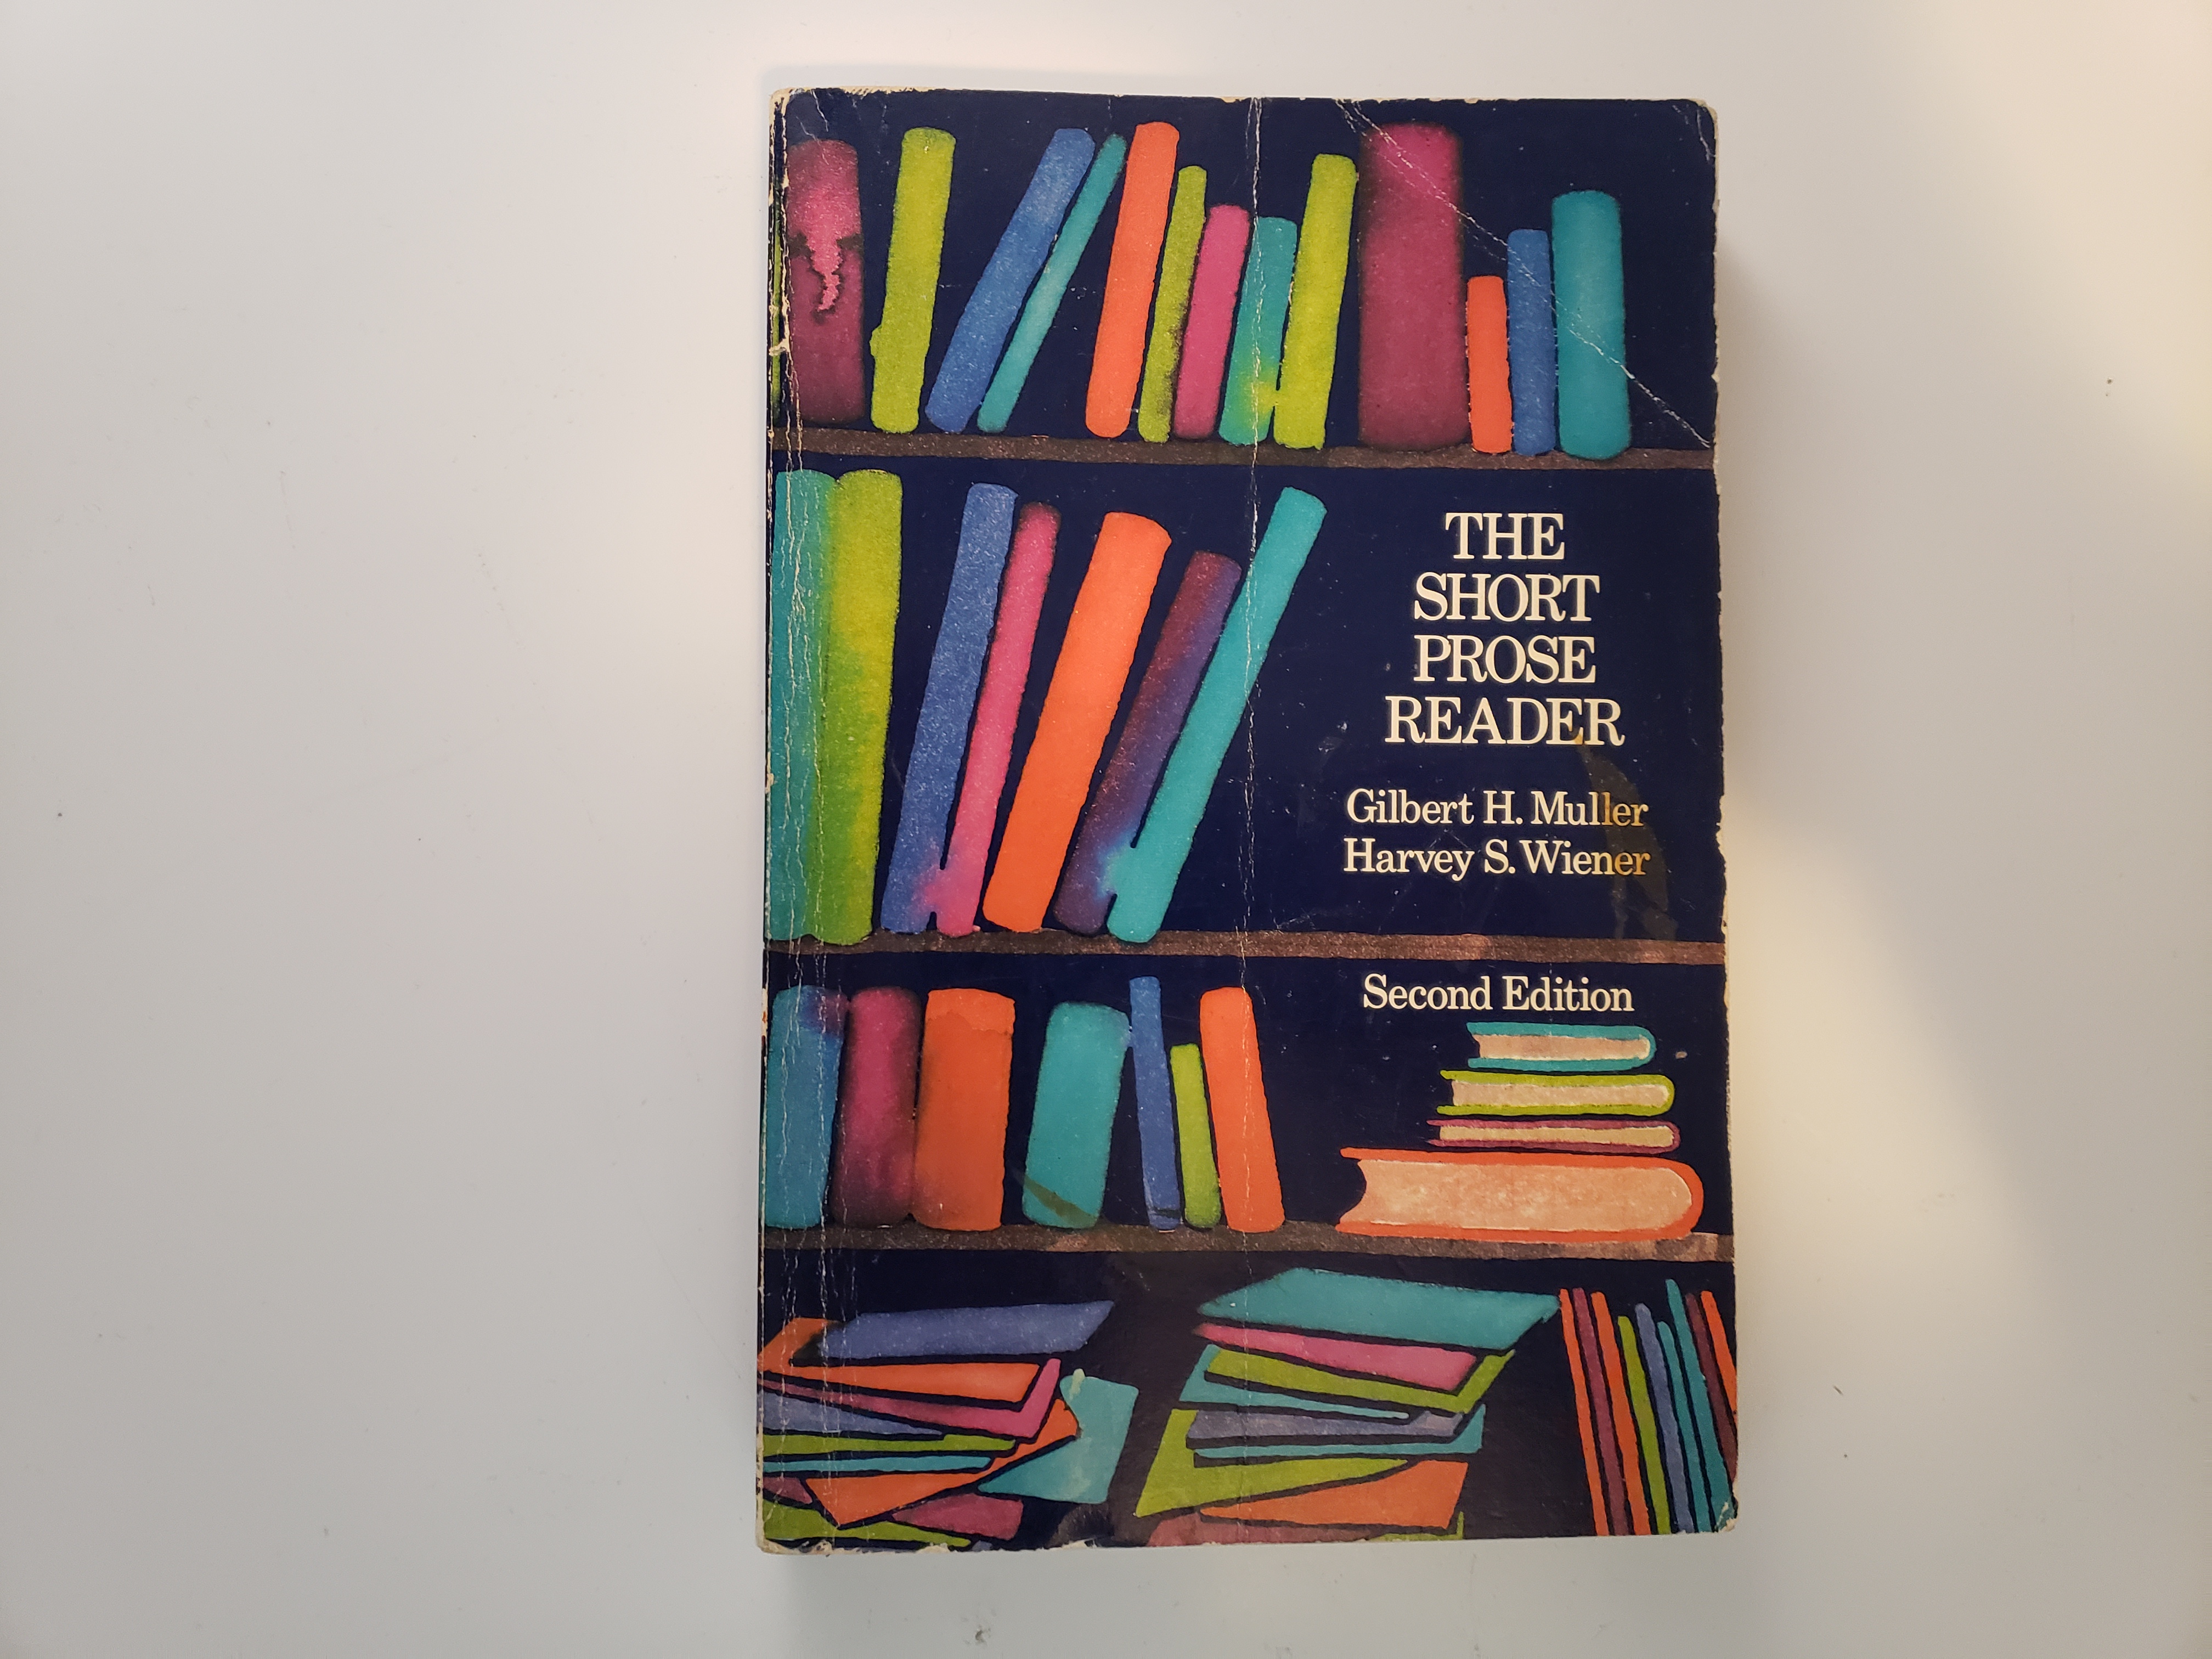 THE
SHORT
PROSE
READER
Gilbert H. Muller
Harvey S. Wiener
Second Edition